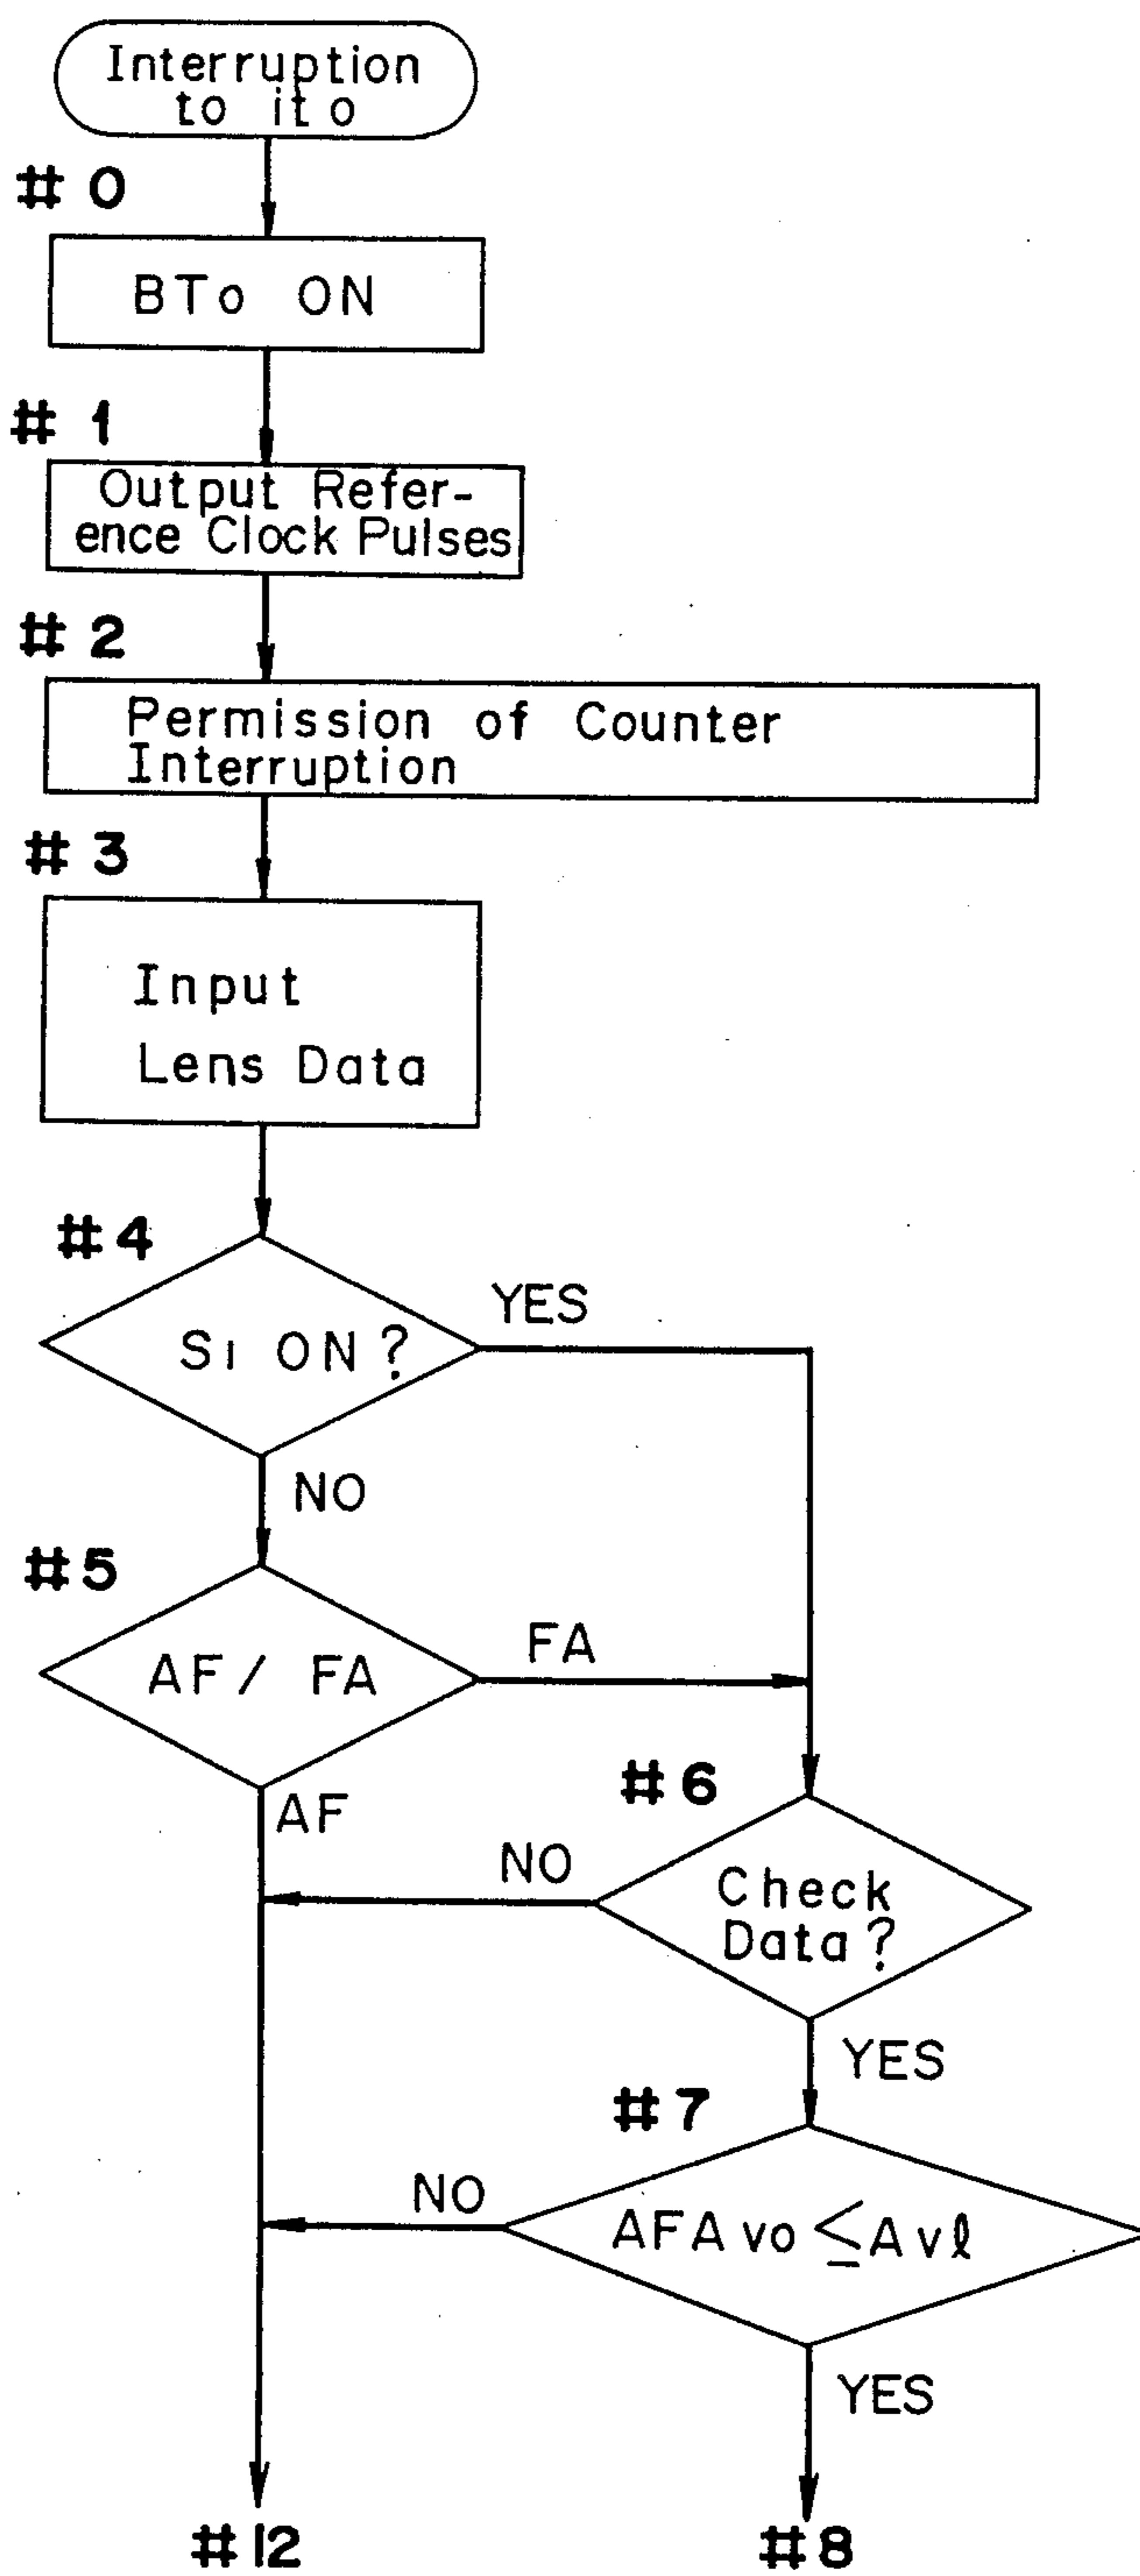 Interruption
to ito
# 0
BTo ON
# 1
Output Refer-
ence Clock Pulses
# 2
Permission of Counter
Interruption
# 3
Input
Lens Data
#4
S1 ON?
YES
NO
#5
AF / FA
FA
AF
#6
Check
Data?
NO
YES
#7
AFAvo ≤ Avℓ
NO
YES
#12
#8